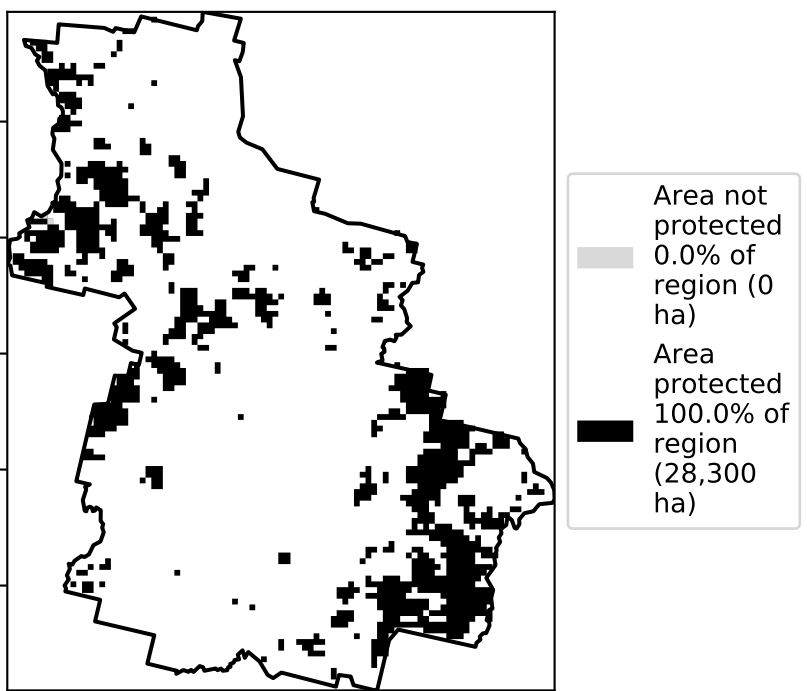 Area not
protected
0.0% of
region (0
ha)
Area
protected
100.0% of
region
(28,300
ha)